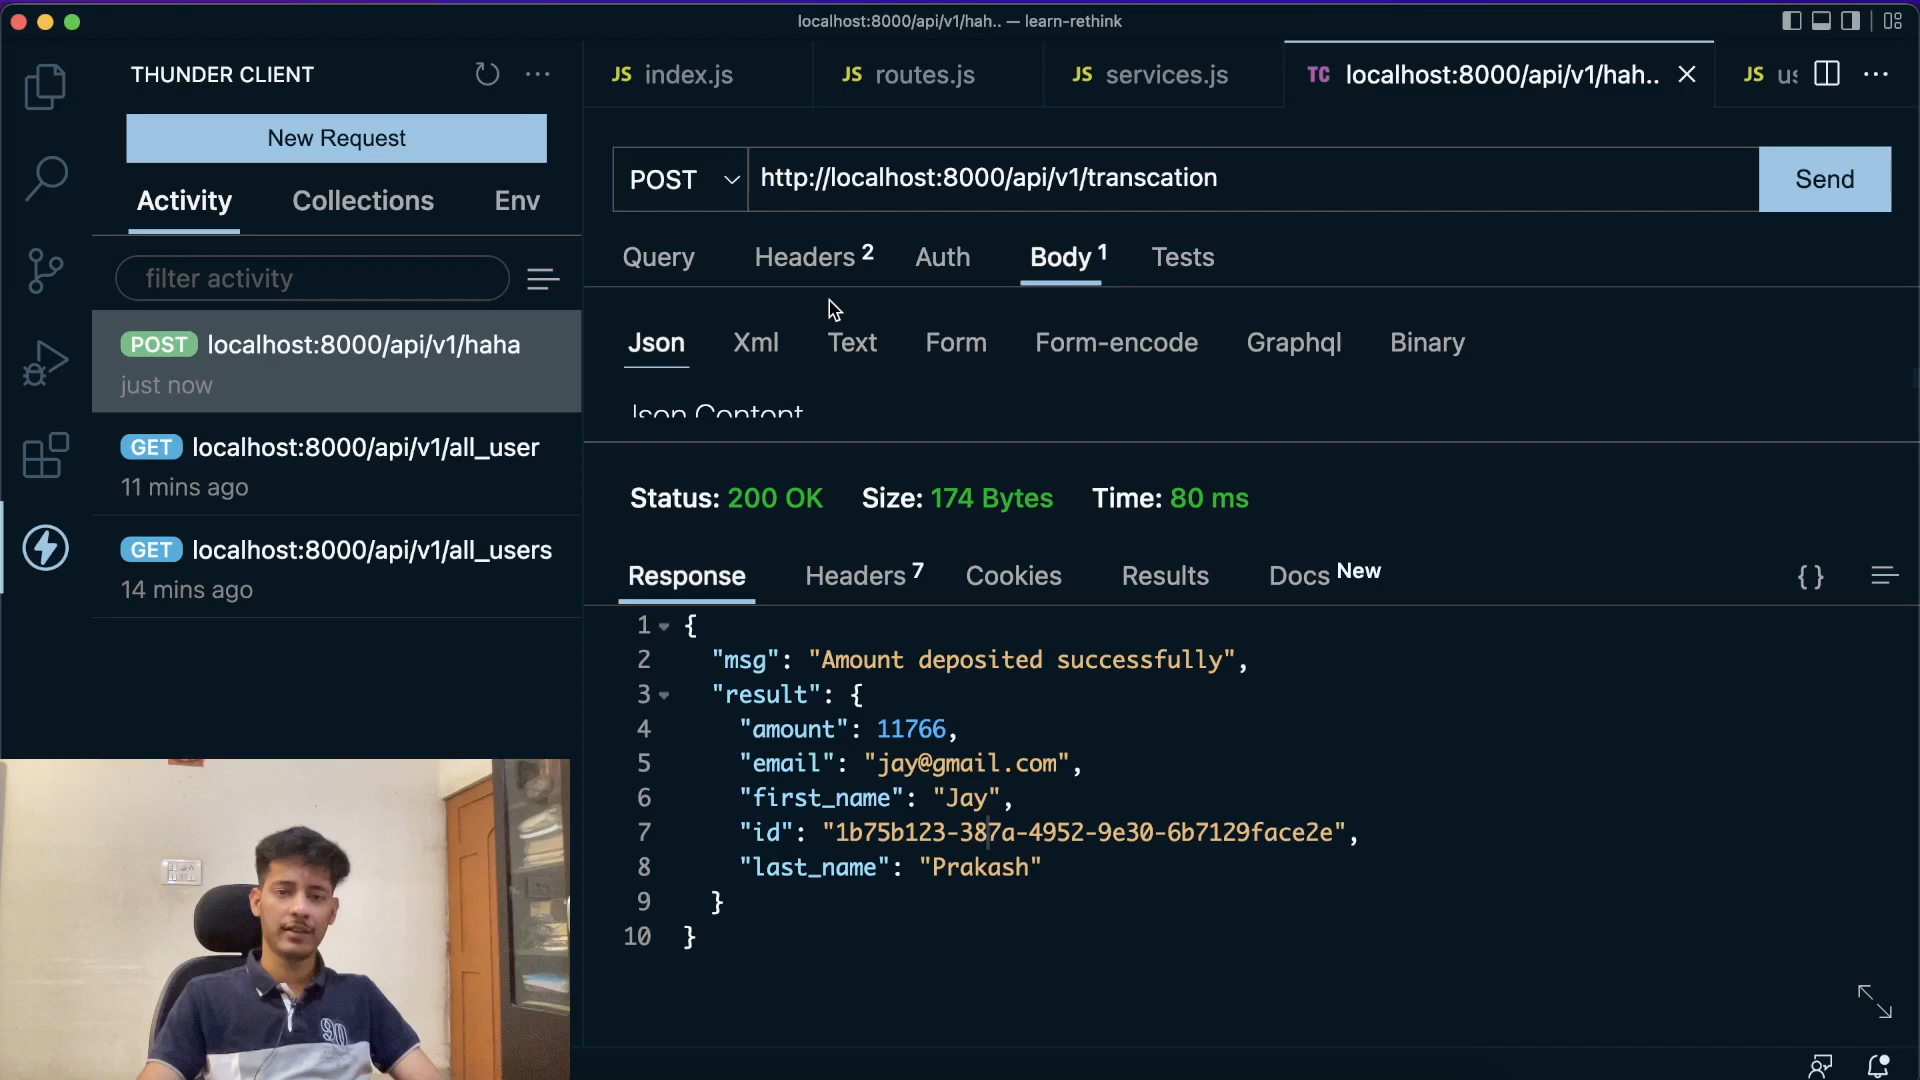 localhost:8000/api/v1/hah.. — learn-rethink
THUNDER CLIENT
New Request
Activity Collections Env
filter activity
POST localhost:8000/api/v1/haha
just now
GET localhost:8000/api/v1/all_user
11 mins ago
GET localhost:8000/api/v1/all_users
14 mins ago
JS index.js JS routes.js JS services.js TC localhost:8000/api/v1/hah.. JS us
POST http://localhost:8000/api/v1/transcation Send
Query Headers 2 Auth Body 1 Tests
Json Xml Text Form Form-encode Graphql Binary
Json Content
Status: 200 OK Size: 174 Bytes Time: 80 ms
Response Headers 7 Cookies Results Docs New
{}
1 {
2 "msg": "Amount deposited successfully",
3 "result": {
4 "amount": 11766,
5 "email": "jay@gmail.com",
6 "first_name": "Jay",
7 "id": "1b75b123-387a-4952-9e30-6b7129face2e",
8 "last_name": "Prakash"
9 }
10 }
90